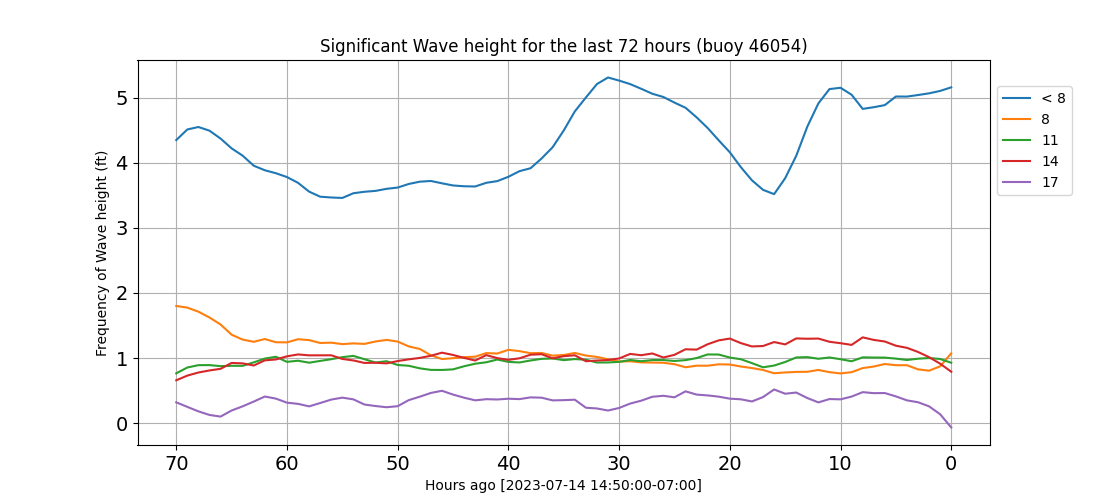 Significant Wave height for the last 72 hours (buoy 46054)
Frequency of Wave height (ft)
5
4
3
2
1
0
70 60 50 40 30 20 10 0
Hours ago [2023-07-14 14:50:00-07:00]
< 8
8
11
14
17